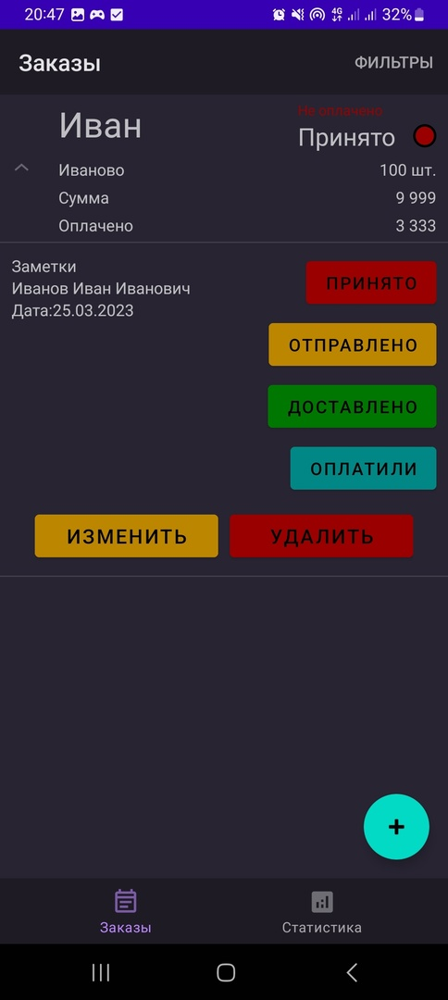 20:47 4G 32%
Заказы ФИЛЬТРЫ
Не оплачено
Иван Принято
Иваново 100 шт.
Сумма 9 999
Оплачено 3 333
Заметки
Иванов Иван Иванович
Дата:25.03.2023
ПРИНЯТО
ОТПРАВЛЕНО
ДОСТАВЛЕНО
ОПЛАТИЛИ
ИЗМЕНИТЬ УДАЛИТЬ
+
Заказы Статистика